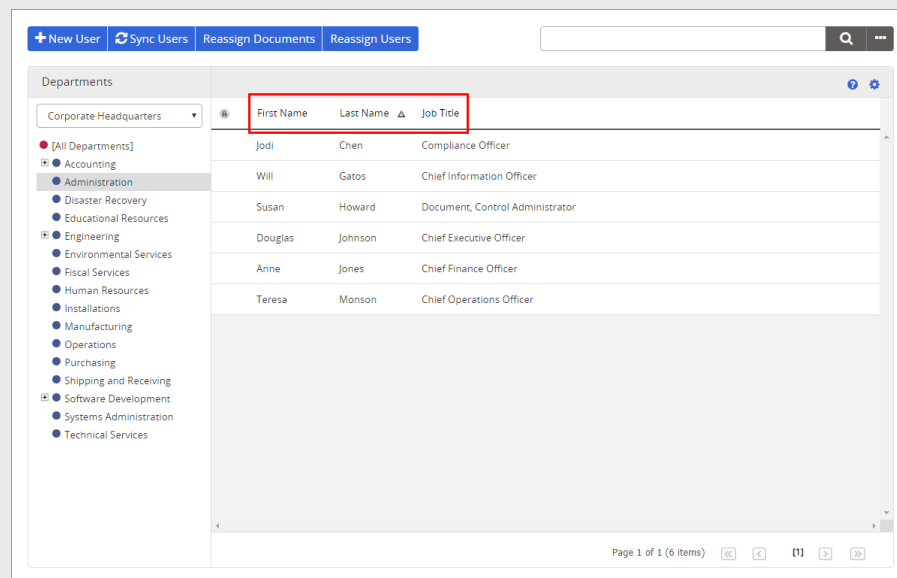 New User Sync Users Reassign Documents Reassign Users
Departments
Corporate Headquarters
First Name Last Name Job Title
[All Departments]
Accounting
Administration
Disaster Recovery
Educational Resources
Engineering
Environmental Services
Fiscal Services
Human Resources
Installations
Manufacturing
Operations
Purchasing
Shipping and Receiving
Software Development
Systems Administration
Technical Services
Jodi Chen Compliance Officer
Will Gatos Chief Information Officer
Susan Howard Document, Control Administrator
Douglas Johnson Chief Executive Officer
Anne Jones Chief Finance Officer
Teresa Monson Chief Operations Officer
Page 1 of 1 (6 items) [1]